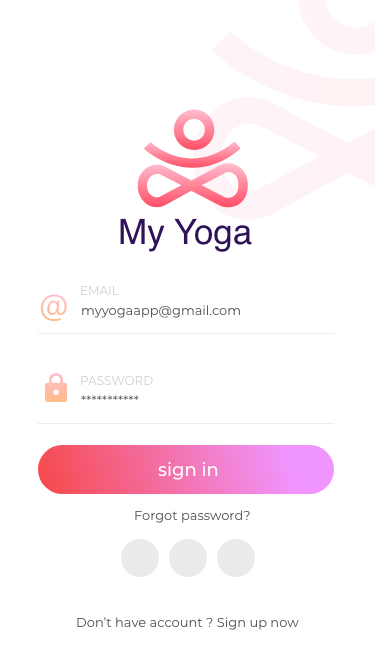 My Yoga
EMAIL
@ myyogaapp@gmail.com
PASSWORD
***********
sign in
Forgot password?
Don't have account ? Sign up now